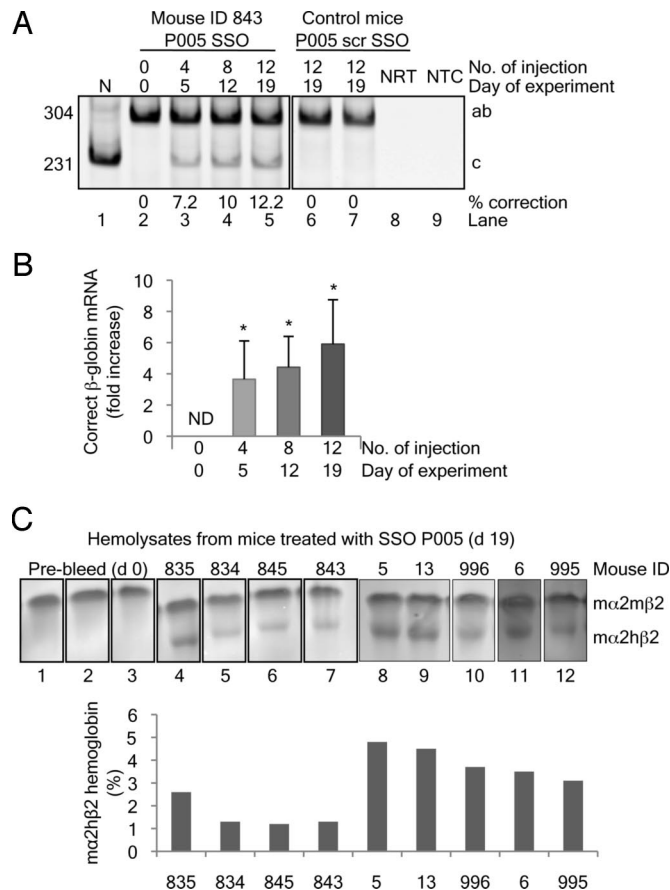 A
Mouse ID 843 Control mice
P005 SSO P005 scr SSO
0 4 8 12 12 12 No. of injection
N 0 5 12 19 19 19 NRT NTC Day of experiment
304 ab
231 c
0 7.2 10 12.2 0 0 % correction
1 2 3 4 5 6 7 8 9 Lane
B
Correct β-globin mRNA
(fold increase)
10
8
6
4
2
0
ND * * *
0 4 8 12 No. of injection
0 5 12 19 Day of experiment
C
Hemolysates from mice treated with SSO P005 (d 19)
Pre-bleed (d 0) 835 834 845 843 5 13 996 6 995 Mouse ID
mα2mβ2
mα2hβ2
1 2 3 4 5 6 7 8 9 10 11 12
mα2hβ2 hemoglobin
(%)
6
5
4
3
2
1
0
835 834 845 843 5 13 996 6 995